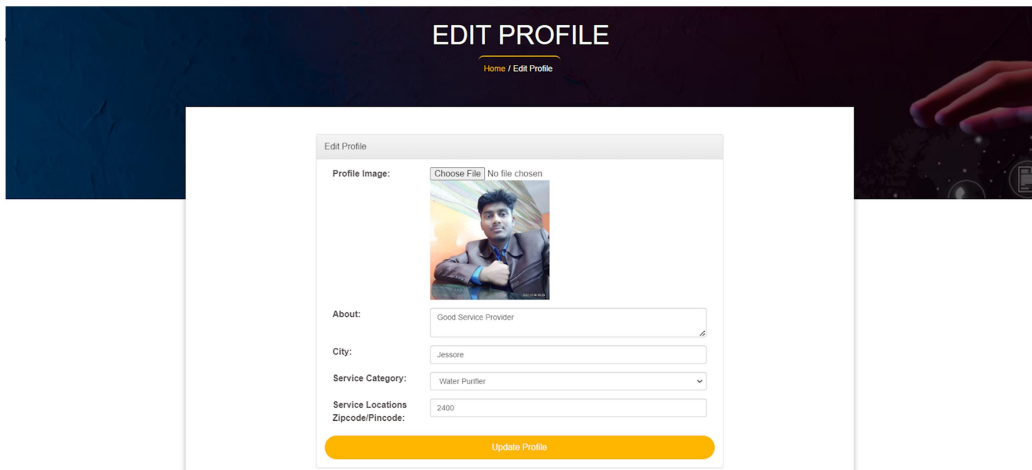 EDIT PROFILE
Home / Edit Profile
Edit Profile
Profile Image:
Choose File No file chosen
About:
Good Service Provider
City:
Jessore
Service Category:
Water Purifier
Service Locations
Zipcode/Pincode:
2400
Update Profile